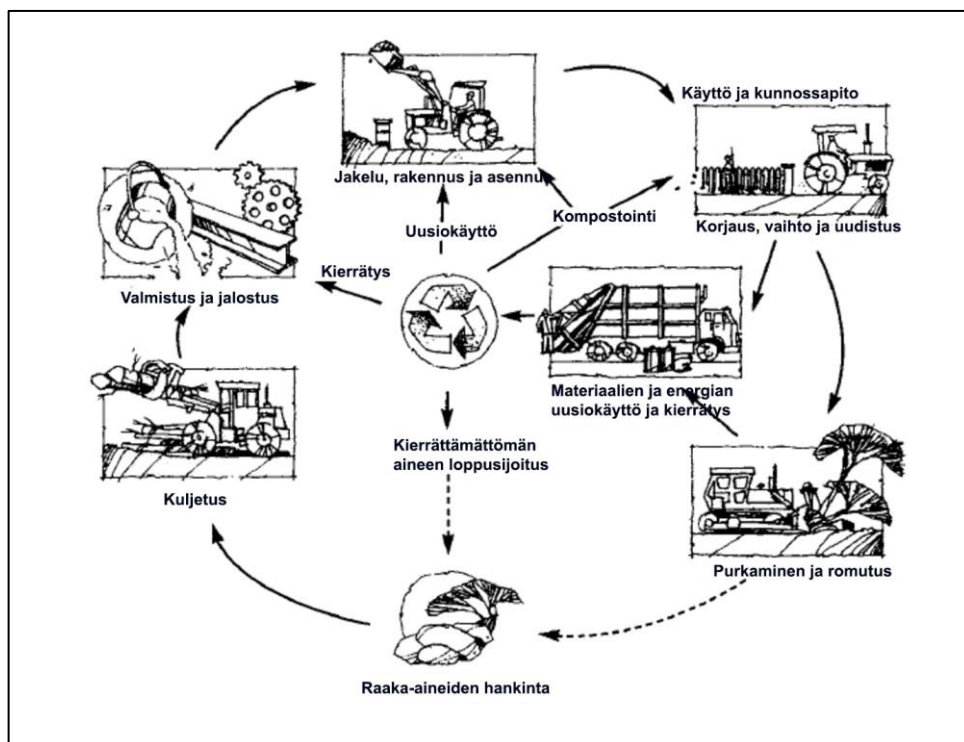 Käyttö ja kunnossapito
Jakelu, rakennus ja asennu
Kompostointi
Korjaus, vaihto ja uudistus
Uusiokäyttö
Kierrätys
Valmistus ja jalostus
Materiaalien ja energian
uusiokäyttö ja kierrätys
Kierrättämättömän
aineen loppusijoitus
Kuljetus
Purkaminen ja romutus
Raaka-aineiden hankinta